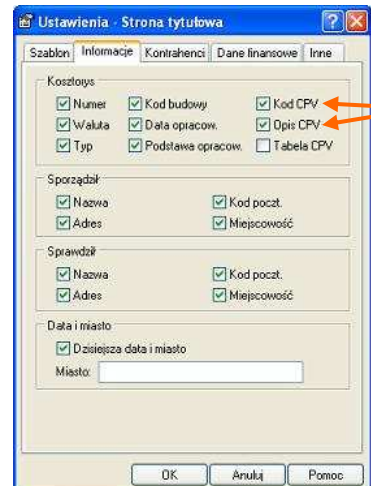 Ustawienia - Strona tytułowa
Szablon Informacje Kontrahenci Dane finansowe Inne
Kosztorys
Numer Kod budowy Kod CPV
Waluta Data opracow. Opis CPV
Typ Podstawa opracow. Tabela CPV
Sporządził
Nazwa Kod poczt.
Adres Miejscowość
Sprawdził
Nazwa Kod poczt.
Adres Miejscowość
Data i miasto
Dzisiejsza data i miasto
Miasto:
OK Anuluj Pomoc